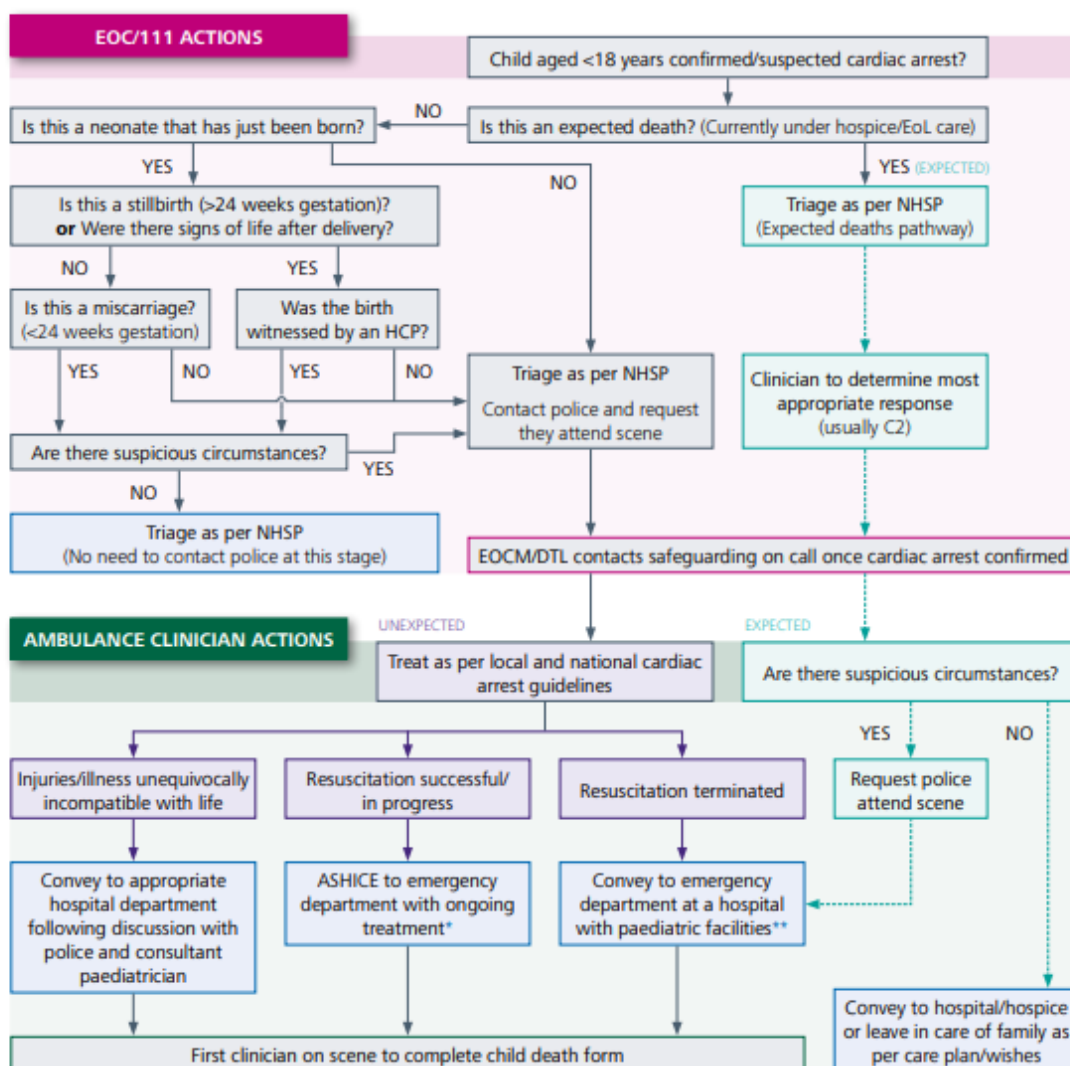 EOC/111 ACTIONS
Child aged <18 years confirmed/suspected cardiac arrest?
Is this a neonate that has just been born?
NO
Is this an expected death? (Currently under hospice/EoL care)
YES
NO
YES (EXPECTED)
Is this a stillbirth (>24 weeks gestation)?
or Were there signs of life after delivery?
Triage as per NHSP
(Expected deaths pathway)
NO
YES
Is this a miscarriage?
(<24 weeks gestation)
Was the birth
witnessed by an HCP?
YES
NO
YES
NO
Triage as per NHSP
Contact police and request
they attend scene
Clinician to determine most
appropriate response
(usually C2)
Are there suspicious circumstances?
YES
NO
Triage as per NHSP
(No need to contact police at this stage)
EOCM/DTL contacts safeguarding on call once cardiac arrest confirmed
AMBULANCE CLINICIAN ACTIONS
UNEXPECTED
EXPECTED
Treat as per local and national cardiac
arrest guidelines
Are there suspicious circumstances?
YES
NO
Injuries/illness unequivocally
incompatible with life
Resuscitation successful/
in progress
Resuscitation terminated
Request police
attend scene
Convey to appropriate
hospital department
following discussion with
police and consultant
paediatrician
ASHICE to emergency
department with ongoing
treatment*
Convey to emergency
department at a hospital
with paediatric facilities**
Convey to hospital/hospice
or leave in care of family as
per care plan/wishes
First clinician on scene to complete child death form